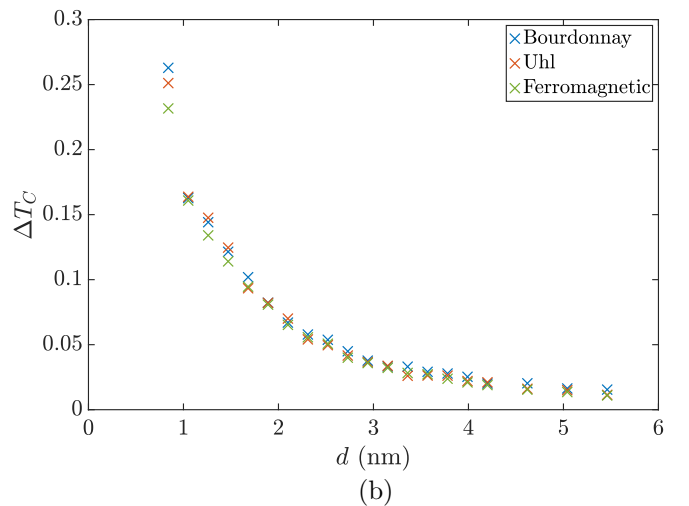 0.3
0.25
0.2
0.15
0.1
0.05
0
ΔT_C
Bourdonnay
Uhl
Ferromagnetic
0 1 2 3 4 5 6
d (nm)
(b)